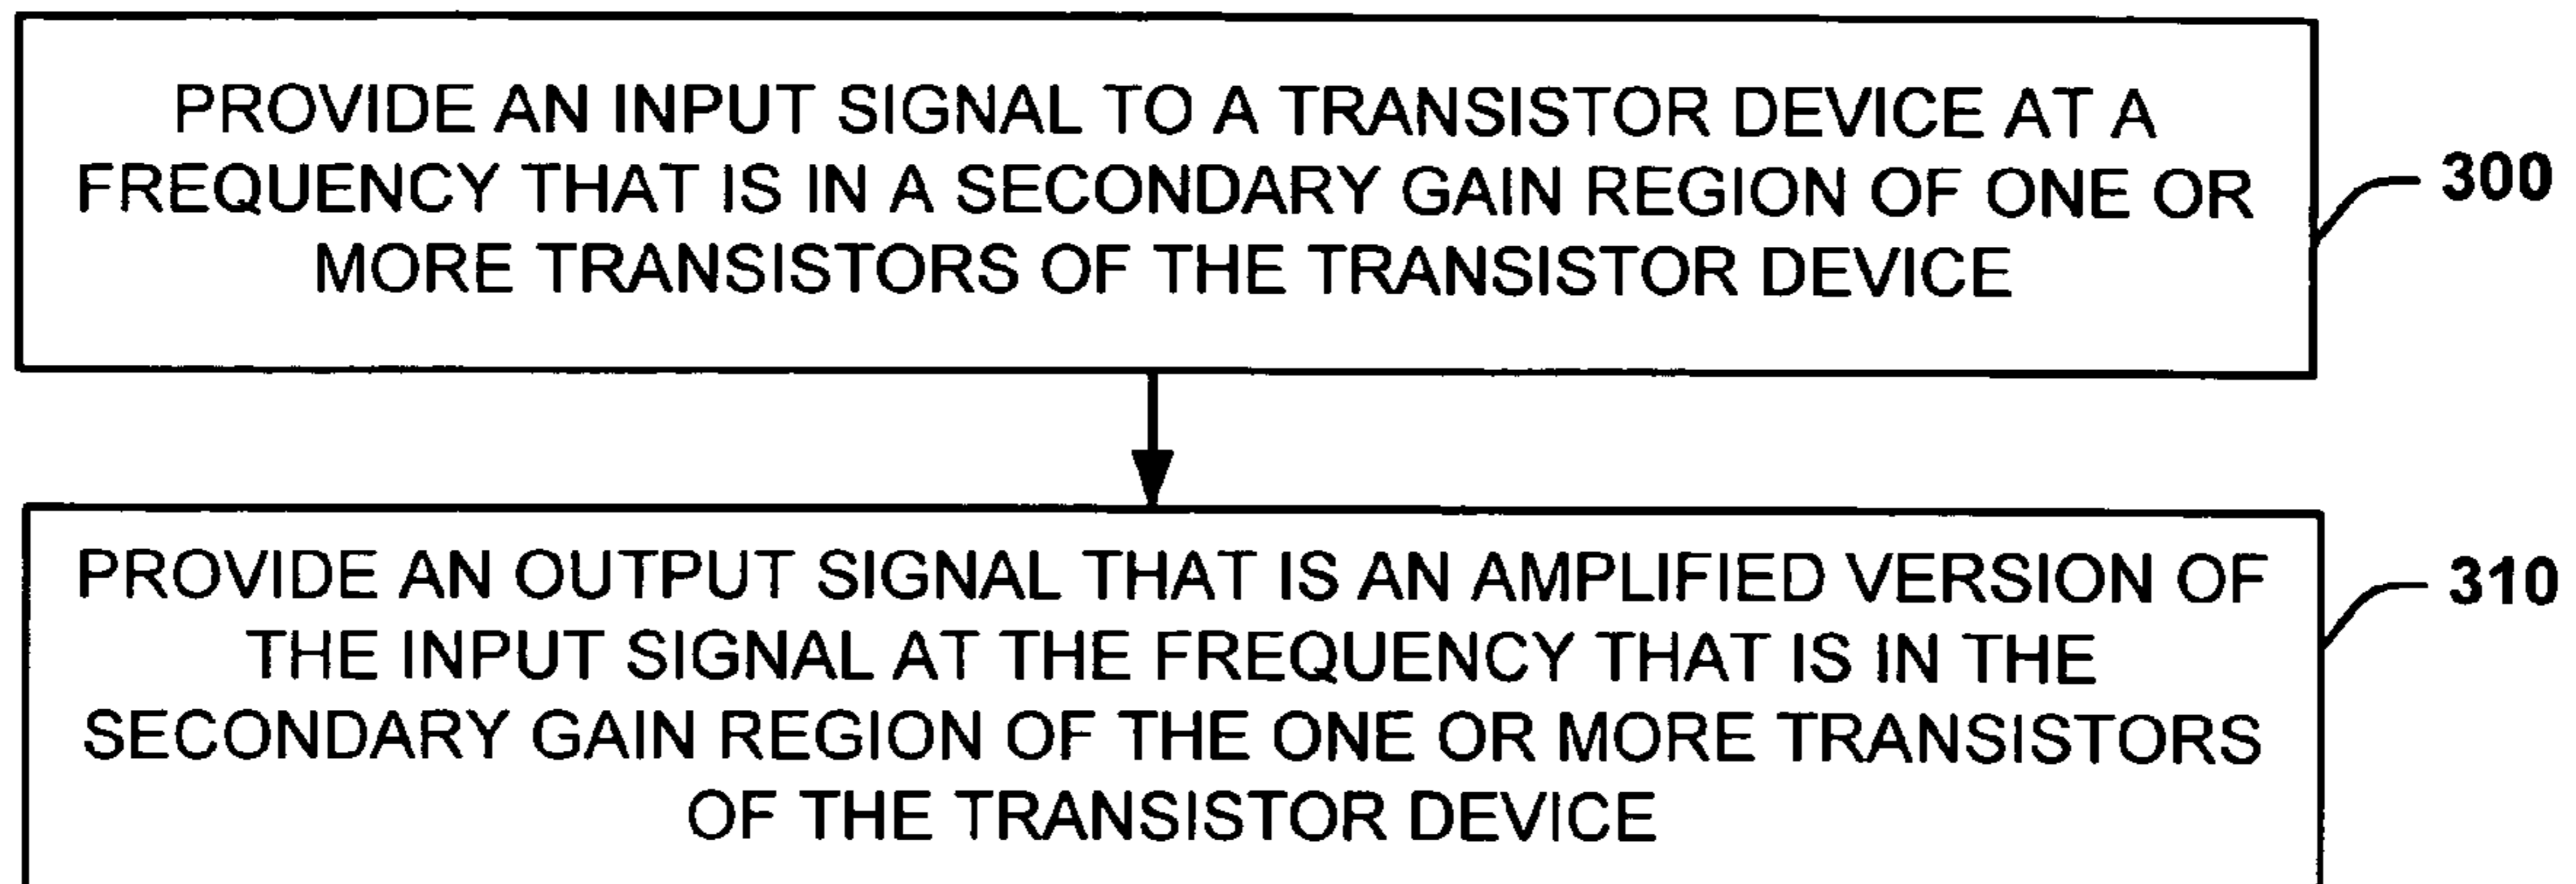 PROVIDE AN INPUT SIGNAL TO A TRANSISTOR DEVICE AT A
FREQUENCY THAT IS IN A SECONDARY GAIN REGION OF ONE OR
MORE TRANSISTORS OF THE TRANSISTOR DEVICE
300
PROVIDE AN OUTPUT SIGNAL THAT IS AN AMPLIFIED VERSION OF
THE INPUT SIGNAL AT THE FREQUENCY THAT IS IN THE
SECONDARY GAIN REGION OF THE ONE OR MORE TRANSISTORS
OF THE TRANSISTOR DEVICE
310